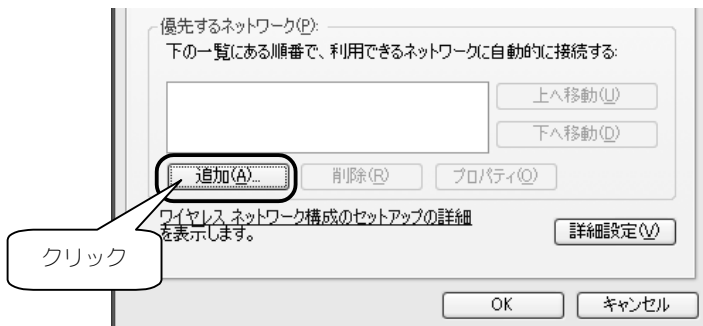 優先するネットワーク(P):
下の一覧にある順番で、利用できるネットワークに自動的に接続する:
上へ移動(U)
下へ移動(D)
追加(A)...
削除(R)
プロパティ(O)
ワイヤレス ネットワーク構成のセットアップの詳細
を表示します。
詳細設定(V)
クリック
OK
キャンセル